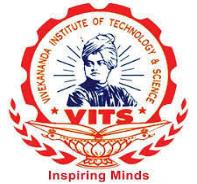 VIVEKANANDA INSTITUTE OF TECHNOLOGY & SCIENCE
VITS
Inspiring Minds